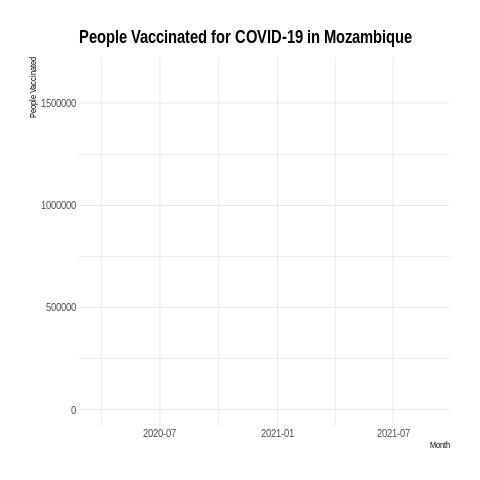 People Vaccinated for COVID-19 in Mozambique
People Vaccinated
1500000
1000000
500000
0
2020-07 2021-01 2021-07
Month